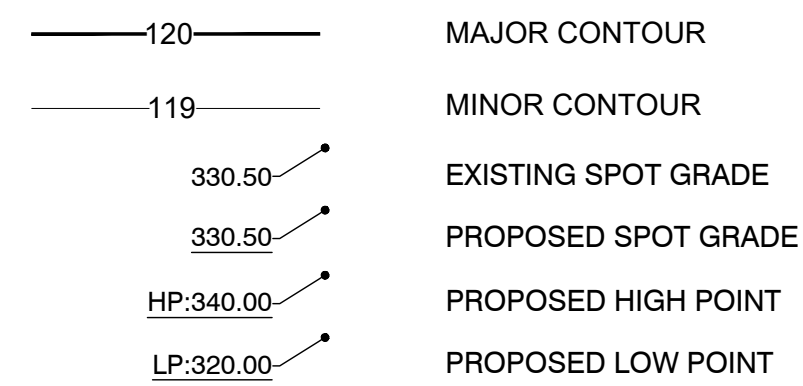 120 MAJOR CONTOUR
119 MINOR CONTOUR
330.50 EXISTING SPOT GRADE
330.50 PROPOSED SPOT GRADE
HP:340.00 PROPOSED HIGH POINT
LP:320.00 PROPOSED LOW POINT